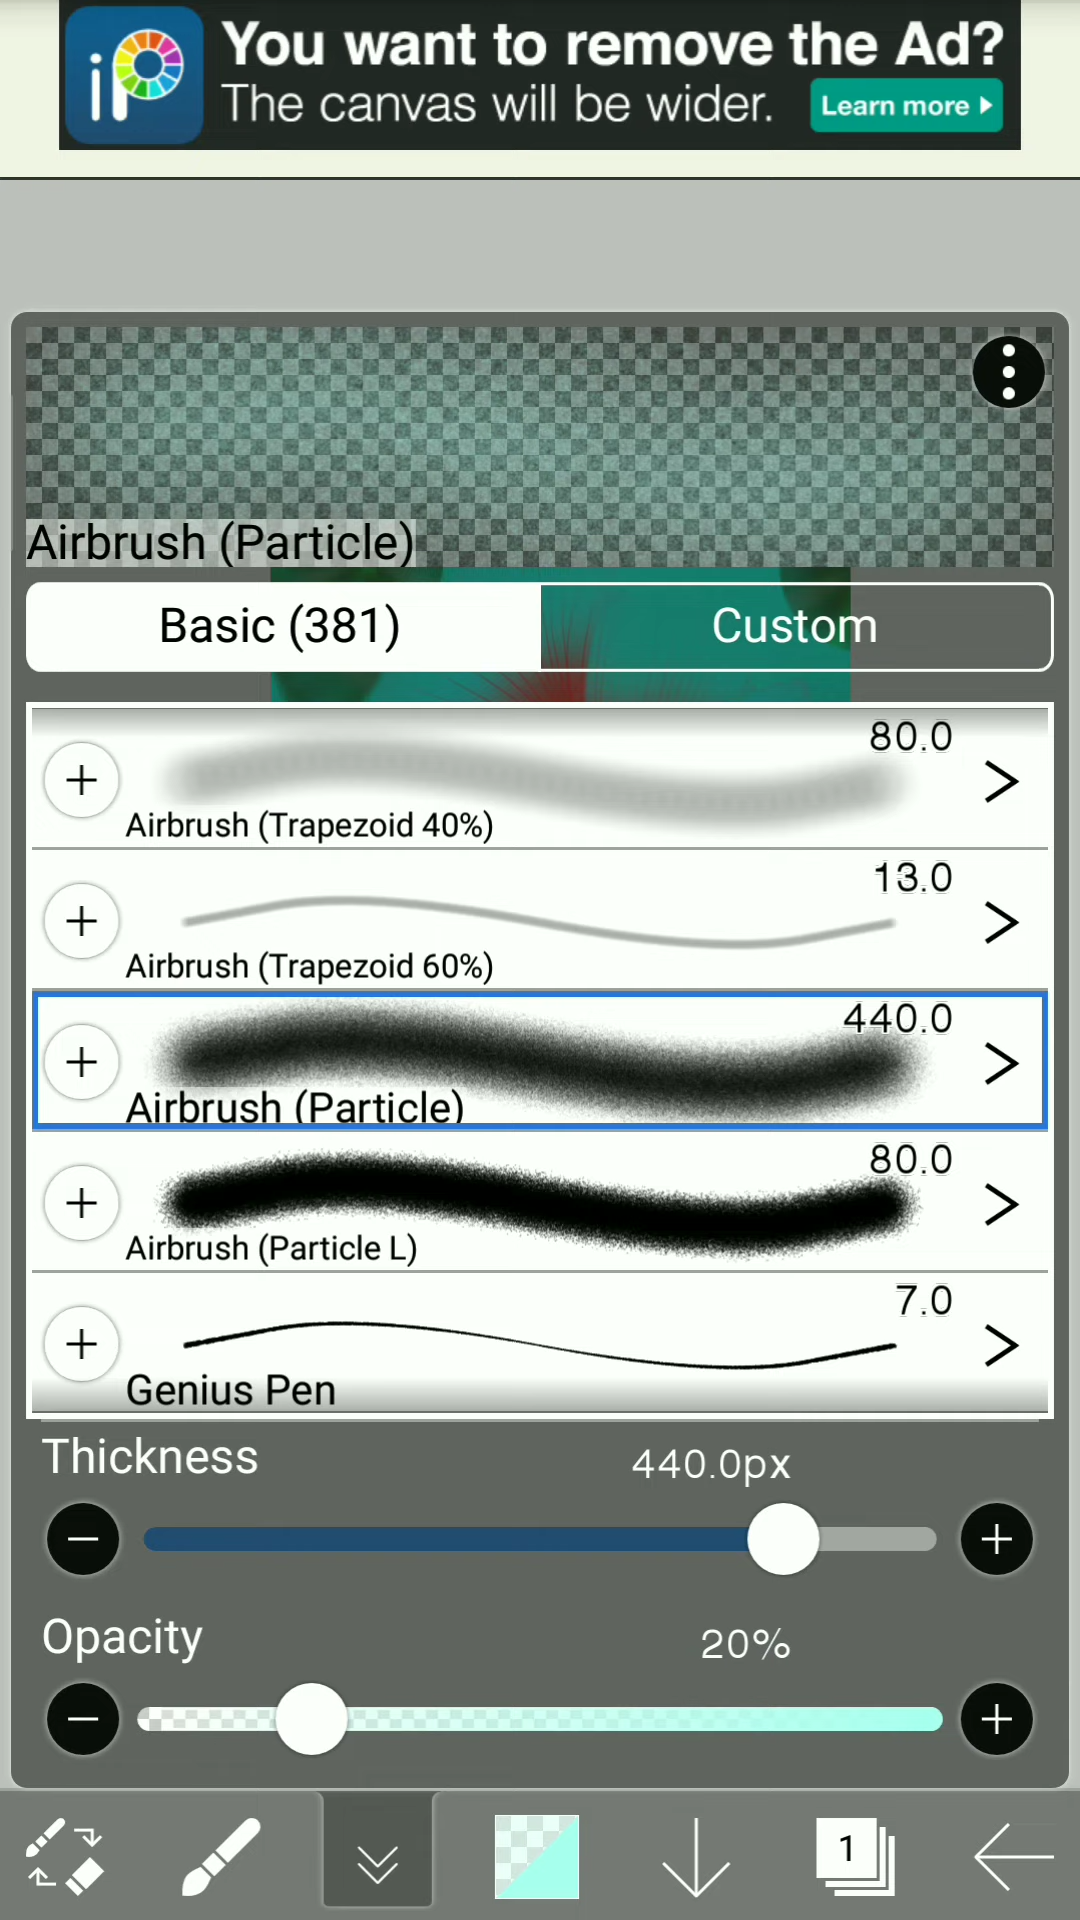 iP
You want to remove the Ad?
The canvas will be wider.
Learn more
Airbrush (Particle)
Basic (381)
Custom
80.0
Airbrush (Trapezoid 40%)
13.0
Airbrush (Trapezoid 60%)
440.0
Airbrush (Particle)
80.0
Airbrush (Particle L)
7.0
Genius Pen
Thickness
440.0px
Opacity
20%
1